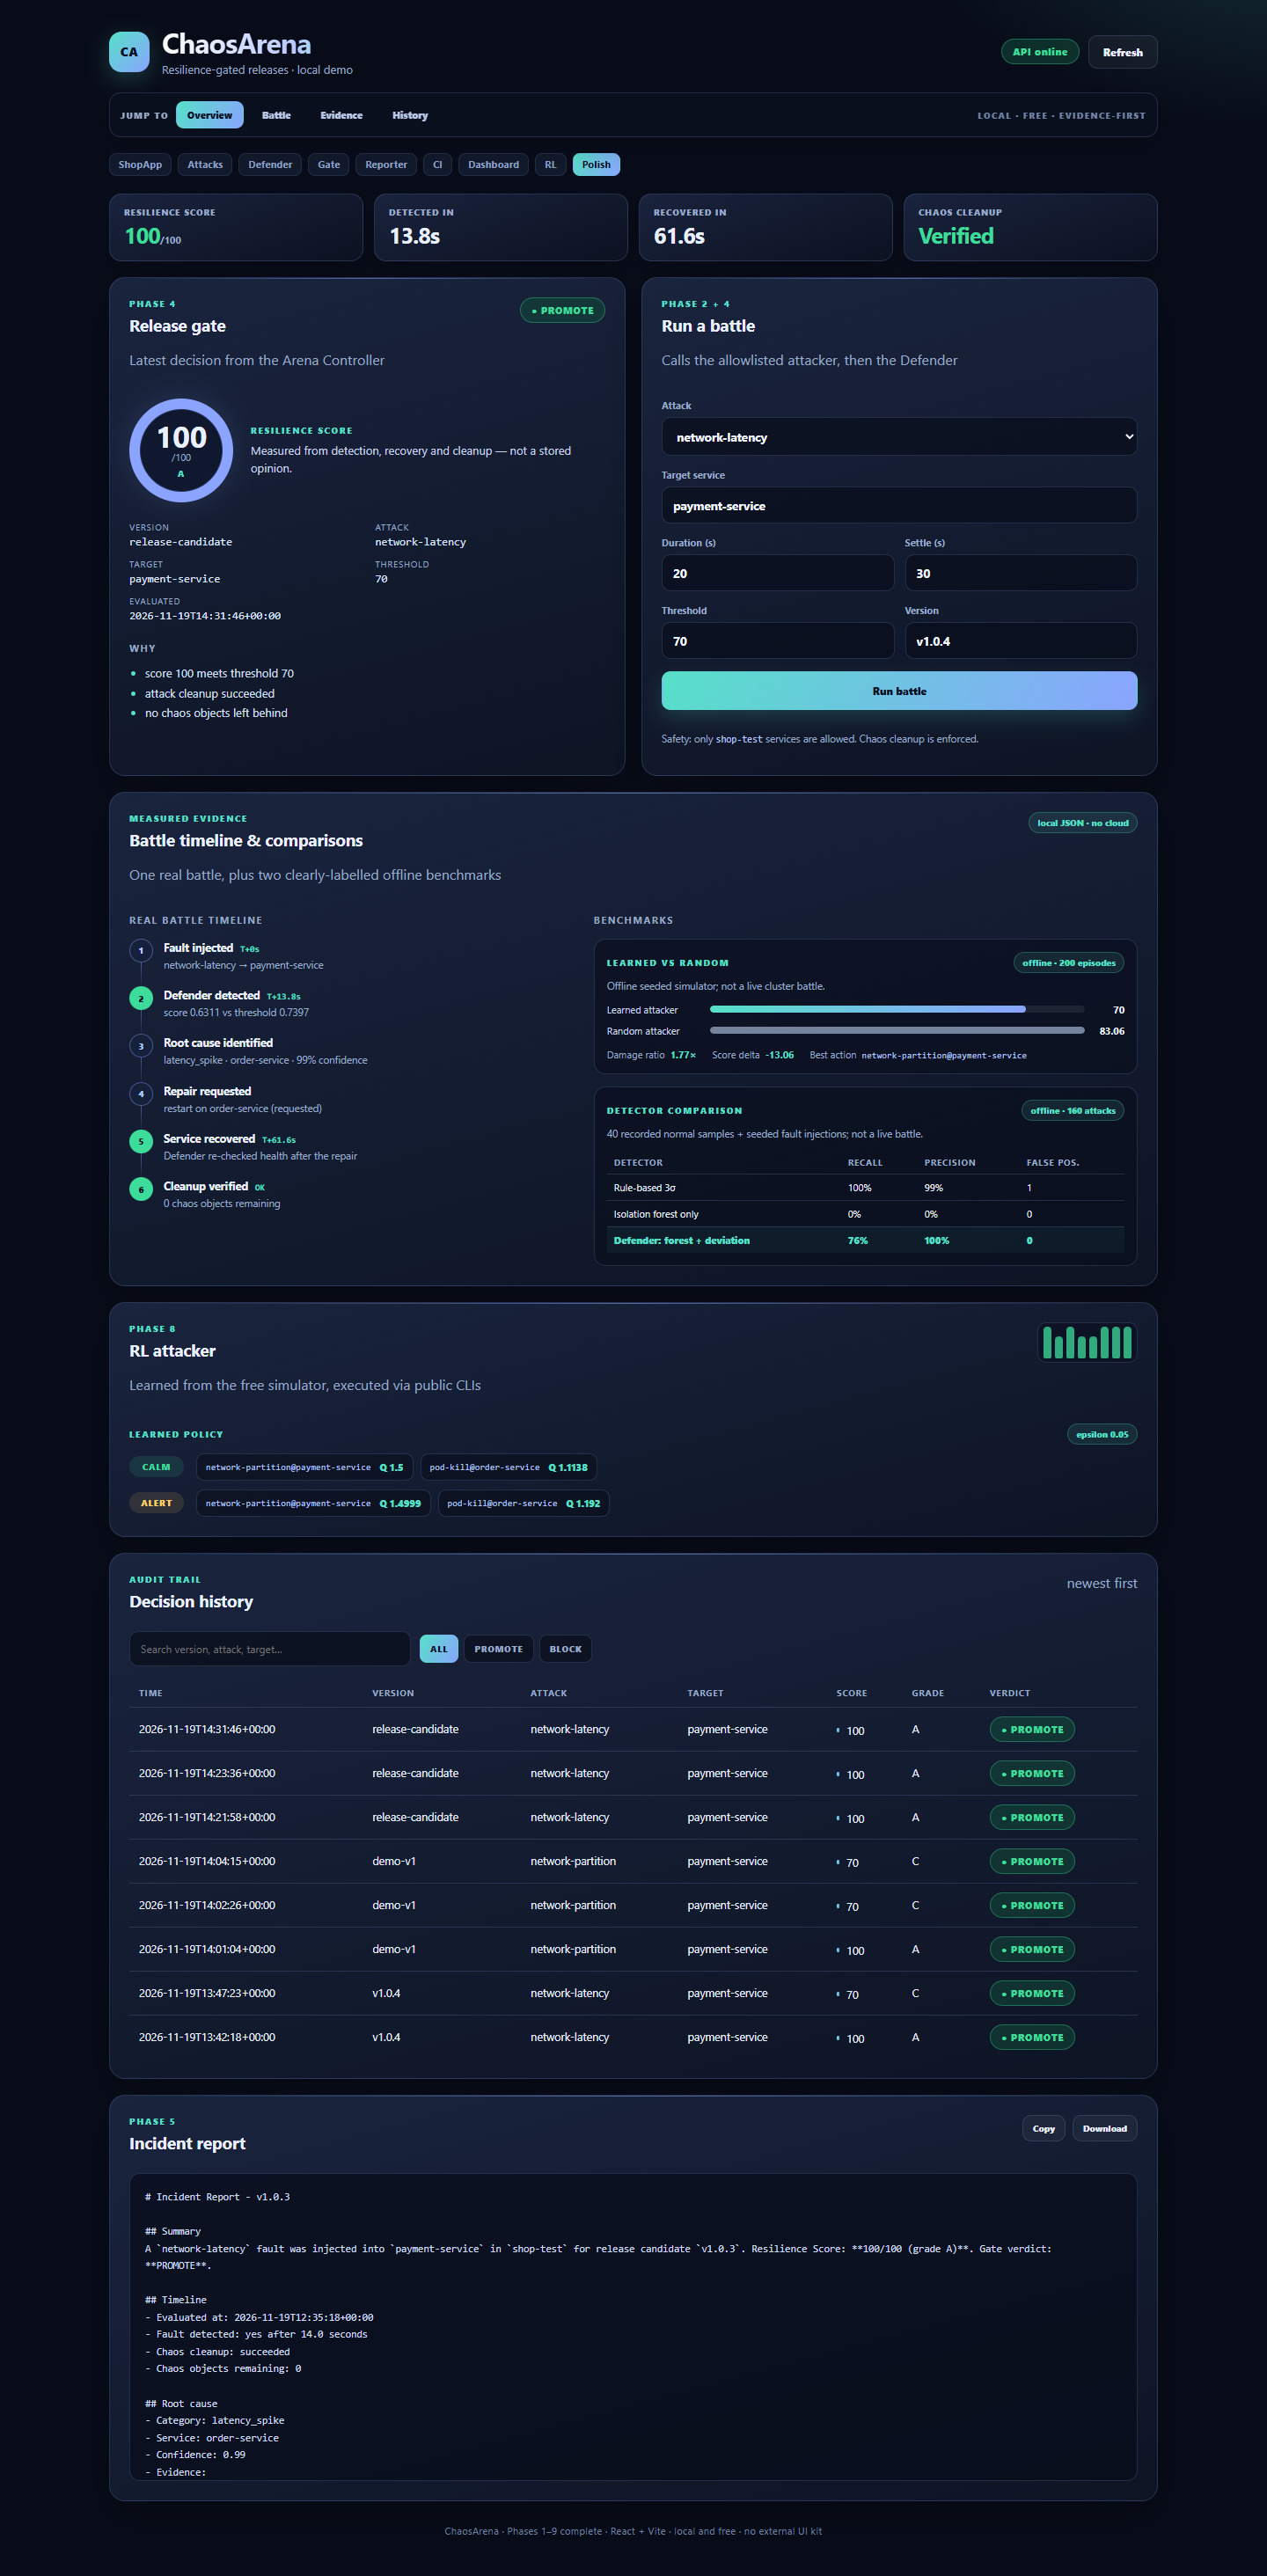 CA
ChaosArena
Resilience-gated releases · local demo
API online
Refresh
JUMP TO
Overview
Battle
Evidence
History
LOCAL · FREE · EVIDENCE-FIRST
ShopApp
Attacks
Defender
Gate
Reporter
CI
Dashboard
RL
Polish
RESILIENCE SCORE
100/100
DETECTED IN
13.8s
RECOVERED IN
61.6s
CHAOS CLEANUP
Verified
PHASE 4
Release gate
• PROMOTE
Latest decision from the Arena Controller
100
/100
A
RESILIENCE SCORE
Measured from detection, recovery and cleanup — not a stored
opinion.
VERSION
release-candidate
ATTACK
network-latency
TARGET
payment-service
THRESHOLD
70
EVALUATED
2026-11-19T14:31:46+00:00
WHY
• score 100 meets threshold 70
• attack cleanup succeeded
• no chaos objects left behind
PHASE 2 + 4
Run a battle
Calls the allowlisted attacker, then the Defender
Attack
network-latency
Target service
payment-service
Duration (s)
20
Settle (s)
30
Threshold
70
Version
v1.0.4
Run battle
Safety: only shop-test services are allowed. Chaos cleanup is enforced.
MEASURED EVIDENCE
Battle timeline & comparisons
local JSON · no cloud
One real battle, plus two clearly-labelled offline benchmarks
REAL BATTLE TIMELINE
1
Fault injected T+0s
network-latency → payment-service
2
Defender detected T+13.8s
score 0.6311 vs threshold 0.7397
3
Root cause identified
latency_spike · order-service · 99% confidence
4
Repair requested
restart on order-service (requested)
5
Service recovered T+61.6s
Defender re-checked health after the repair
6
Cleanup verified OK
0 chaos objects remaining
BENCHMARKS
LEARNED VS RANDOM
offline · 200 episodes
Offline seeded simulator; not a live cluster battle.
Learned attacker 70
Random attacker 83.06
Damage ratio 1.77× Score delta -13.06 Best action network-partition@payment-service
DETECTOR COMPARISON
offline · 160 attacks
40 recorded normal samples + seeded fault injections; not a live battle.
DETECTOR RECALL PRECISION FALSE POS.
Rule-based 3σ 100% 99% 1
Isolation forest only 0% 0% 0
Defender: forest + deviation 76% 100% 0
PHASE 8
RL attacker
Learned from the free simulator, executed via public CLIs
LEARNED POLICY
epsilon 0.05
CALM network-partition@payment-service Q 1.5 pod-kill@order-service Q 1.1138
ALERT network-partition@payment-service Q 1.4999 pod-kill@order-service Q 1.192
AUDIT TRAIL
Decision history
newest first
Search version, attack, target...
ALL
PROMOTE
BLOCK
TIME VERSION ATTACK TARGET SCORE GRADE VERDICT
2026-11-19T14:31:46+00:00 release-candidate network-latency payment-service 100 A • PROMOTE
2026-11-19T14:23:36+00:00 release-candidate network-latency payment-service 100 A • PROMOTE
2026-11-19T14:21:58+00:00 release-candidate network-latency payment-service 100 A • PROMOTE
2026-11-19T14:04:15+00:00 demo-v1 network-partition payment-service 70 C • PROMOTE
2026-11-19T14:02:26+00:00 demo-v1 network-partition payment-service 70 C • PROMOTE
2026-11-19T14:01:04+00:00 demo-v1 network-partition payment-service 100 A • PROMOTE
2026-11-19T13:47:23+00:00 v1.0.4 network-latency payment-service 70 C • PROMOTE
2026-11-19T13:42:18+00:00 v1.0.4 network-latency payment-service 100 A • PROMOTE
PHASE 5
Incident report
Copy
Download
# Incident Report - v1.0.3
## Summary
A `network-latency` fault was injected into `payment-service` in `shop-test` for release candidate `v1.0.3`. Resilience Score: **100/100 (grade A)**. Gate verdict:
**PROMOTE**.
## Timeline
- Evaluated at: 2026-11-19T12:35:18+00:00
- Fault detected: yes after 14.0 seconds
- Chaos cleanup: succeeded
- Chaos objects remaining: 0
## Root cause
- Category: latency_spike
- Service: order-service
- Confidence: 0.99
- Evidence:
ChaosArena · Phases 1–9 complete · React + Vite · local and free · no external UI kit